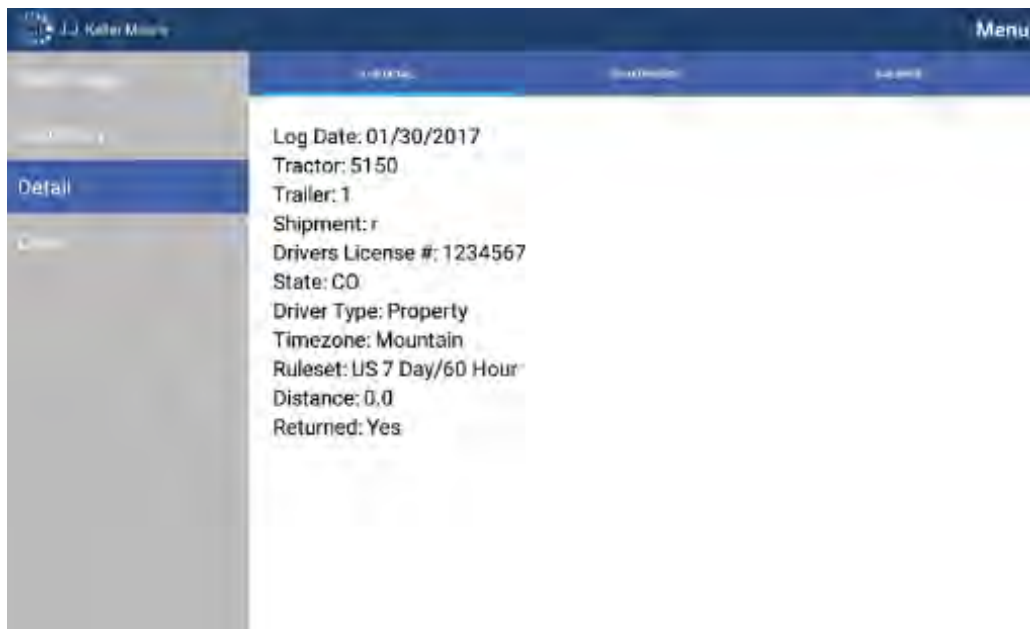 J.J. Keller Mobile
Menu
Detail
Log Date: 01/30/2017
Tractor: 5150
Trailer: 1
Shipment: r
Drivers License #: 1234567
State: CO
Driver Type: Property
Timezone: Mountain
Ruleset: US 7 Day/60 Hour
Distance: 0.0
Returned: Yes